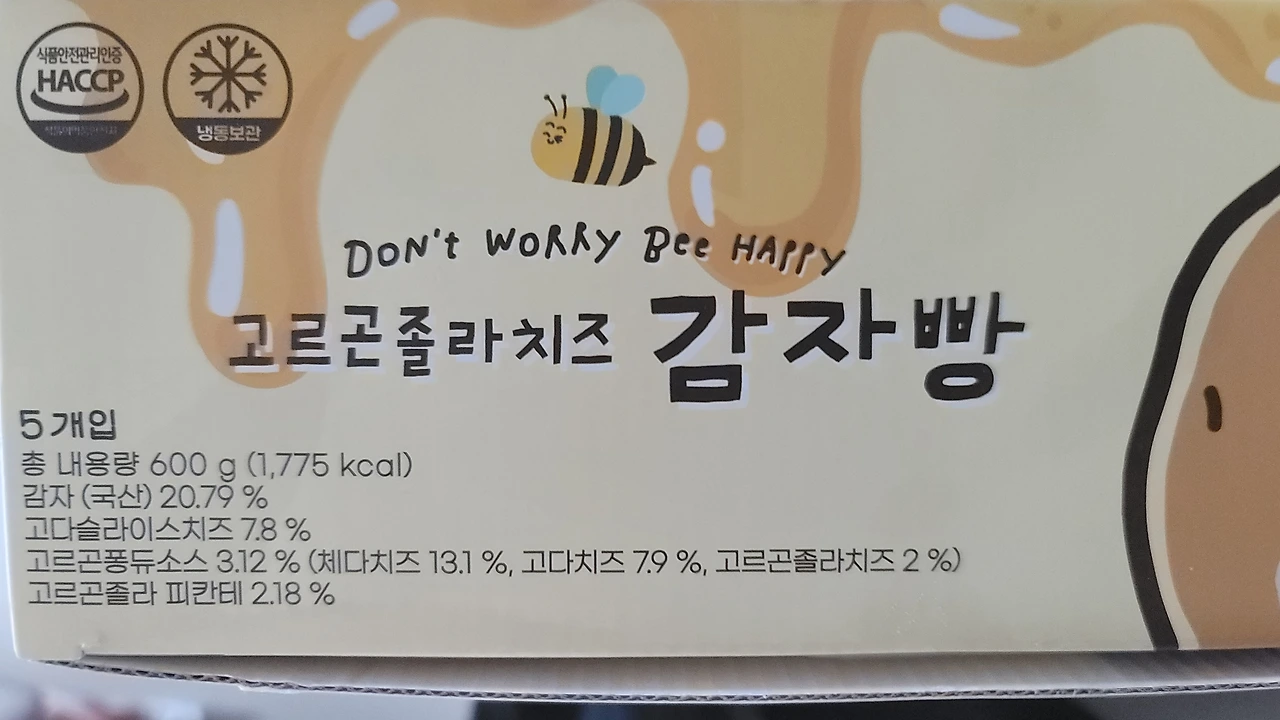 식품안전관리인증
HACCP
냉동보관
DON't WORRY Bee HAPPY
고르곤졸라치즈 감자빵
5개입
총 내용량 600 g (1,775 kcal)
감자 (국산) 20.79 %
고다슬라이스치즈 7.8 %
고르곤퐁듀소스 3.12 % (체다치즈 13.1 %, 고다치즈 7.9 %, 고르곤졸라치즈 2 %)
고르곤졸라 피칸테 2.18 %